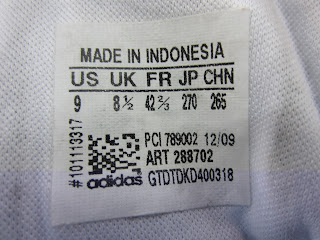 MADE IN INDONESIA
US UK FR JP CHN
9 8½ 42⅔ 270 265
#101113317
PCI 789002 12/09
ART 288702
adidas GTDTDKD400318